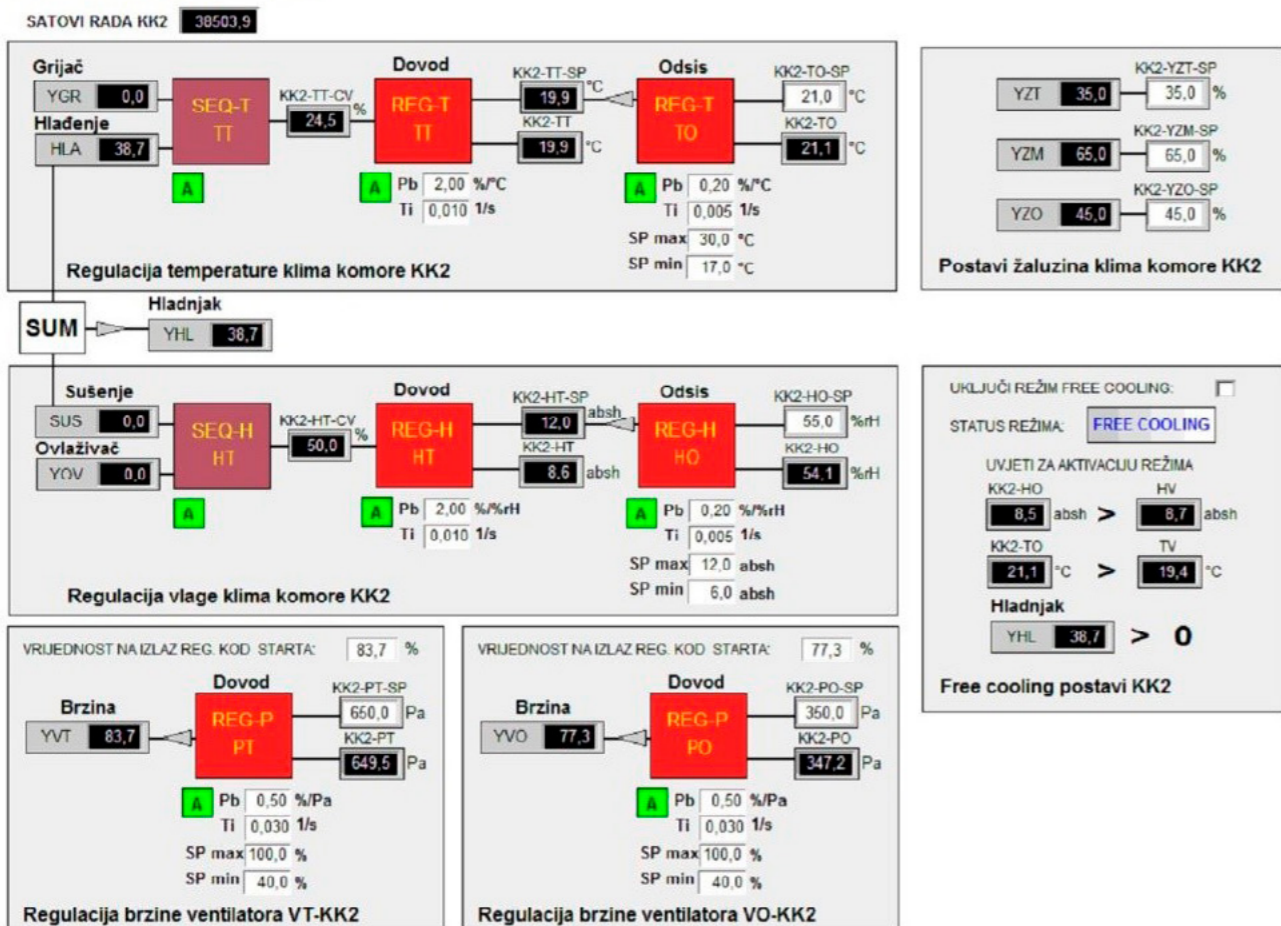 SATOVI RADA KK2 38503,9
Grijač
YGR 0,0
Hlađenje
HLA 38,7
SEQ-T
TT
A
KK2-TT-CV
24,5 %
Dovod
REG-T
TT
A
Pb 2,00 %/°C
Ti 0,010 1/s
KK2-TT-SP
19,9 °C
KK2-TT
19,9 °C
Odsis
REG-T
TO
A
Pb 0,20 %/°C
Ti 0,005 1/s
SP max 30,0 °C
SP min 17,0 °C
KK2-TO-SP
21,0 °C
KK2-TO
21,1 °C
Regulacija temperature klima komore KK2
KK2-YZT-SP
YZT 35,0 35,0 %
KK2-YZM-SP
YZM 65,0 65,0 %
KK2-YZO-SP
YZO 45,0 45,0 %
Postavi žaluzina klima komore KK2
SUM
Hladnjak
YHL 38,7
Sušenje
SUS 0,0
Ovlaživač
YOV 0,0
SEQ-H
HT
A
KK2-HT-CV
50,0 %
Dovod
REG-H
HT
A
Pb 2,00 %/%rH
Ti 0,010 1/s
KK2-HT-SP
12,0 absh
KK2-HT
8,6 absh
Odsis
REG-H
HO
A
Pb 0,20 %/%rH
Ti 0,005 1/s
SP max 12,0 absh
SP min 6,0 absh
KK2-HO-SP
55,0 %rH
KK2-HO
54,1 %rH
Regulacija vlage klima komore KK2
UKLJUČI REŽIM FREE COOLING:
STATUS REŽIMA: FREE COOLING
UVJETI ZA AKTIVACIJU REŽIMA
KK2-HO HV
8,5 absh > 8,7 absh
KK2-TO TV
21,1 °C > 19,4 °C
Hladnjak
YHL 38,7 > 0
Free cooling postavi KK2
VRIJEDNOST NA IZLAZ REG. KOD STARTA: 83,7 %
Brzina
YVT 83,7
Dovod
REG-P
PT
A
Pb 0,50 %/Pa
Ti 0,030 1/s
SP max 100,0 %
SP min 40,0 %
KK2-PT-SP
650,0 Pa
KK2-PT
649,5 Pa
Regulacija brzine ventilatora VT-KK2
VRIJEDNOST NA IZLAZ REG. KOD STARTA: 77,3 %
Brzina
YVO 77,3
Dovod
REG-P
PO
A
Pb 0,50 %/Pa
Ti 0,030 1/s
SP max 100,0 %
SP min 40,0 %
KK2-PO-SP
350,0 Pa
KK2-PO
347,2 Pa
Regulacija brzine ventilatora VO-KK2